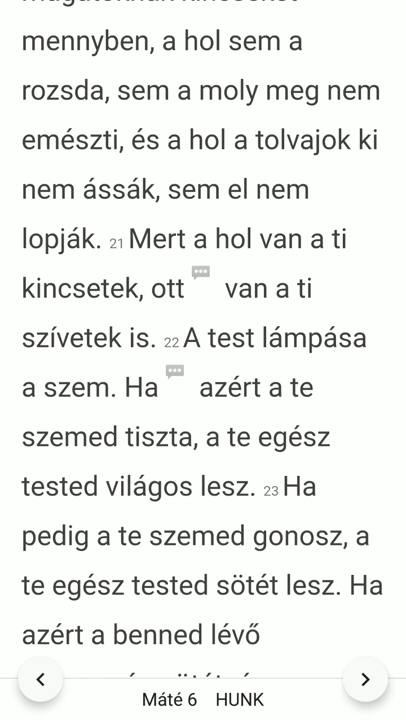 mennyben, a hol sem a
rozsda, sem a moly meg nem
emészti, és a hol a tolvajok ki
nem ássák, sem el nem
lopják. 21 Mert a hol van a ti
kincsetek, ott van a ti
szívetek is. 22 A test lámpása
a szem. Ha azért a te
szemed tiszta, a te egész
tested világos lesz. 23 Ha
pedig a te szemed gonosz, a
te egész tested sötét lesz. Ha
azért a benned lévő
Máté 6 HUNK